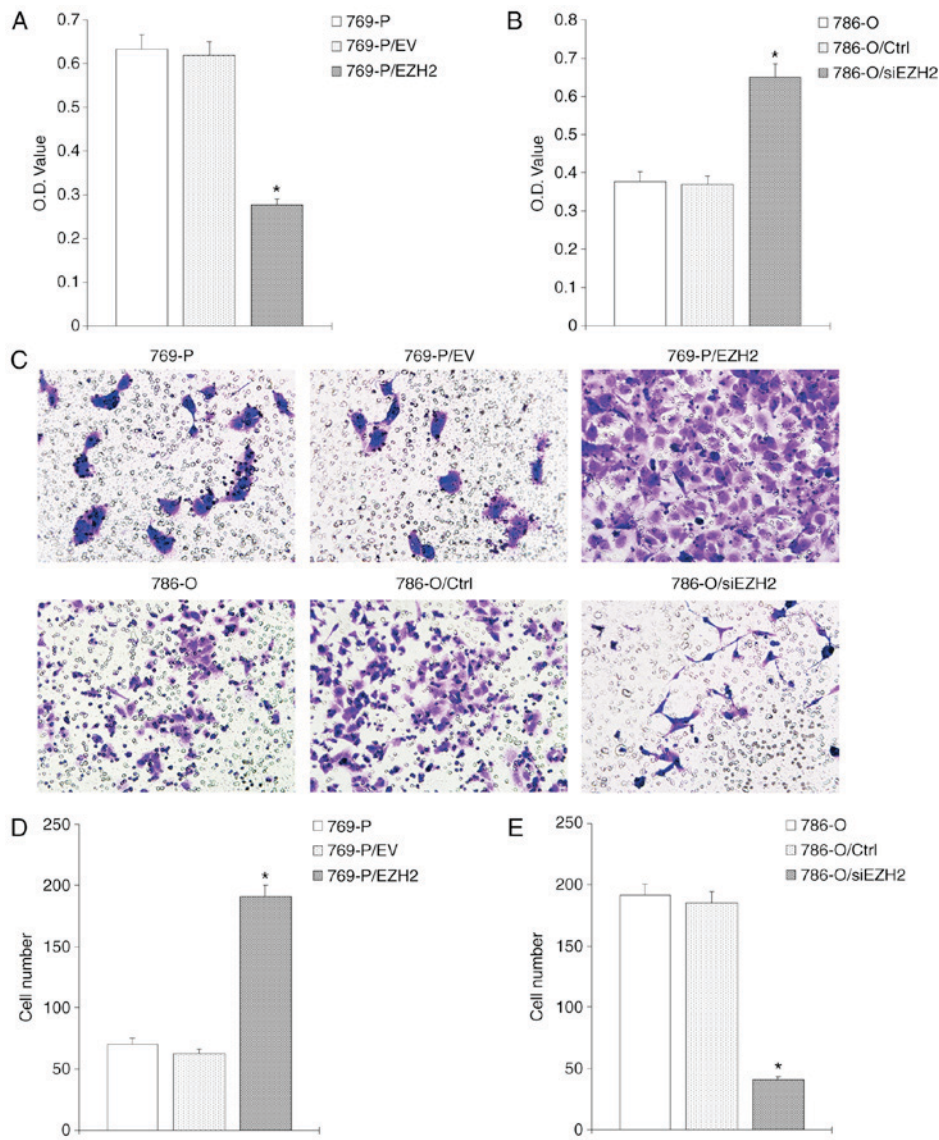 A
0.7
0.6
0.5
0.4
0.3
0.2
0.1
0
O.D. Value
*
769-P
769-P/EV
769-P/EZH2
B
0.8
0.7
0.6
0.5
0.4
0.3
0.2
0.1
0
O.D. Value
*
786-O
786-O/Ctrl
786-O/siEZH2
C
769-P
769-P/EV
769-P/EZH2
786-O
786-O/Ctrl
786-O/siEZH2
D
250
200
150
100
50
0
Cell number
*
769-P
769-P/EV
769-P/EZH2
E
250
200
150
100
50
0
Cell number
*
786-O
786-O/Ctrl
786-O/siEZH2